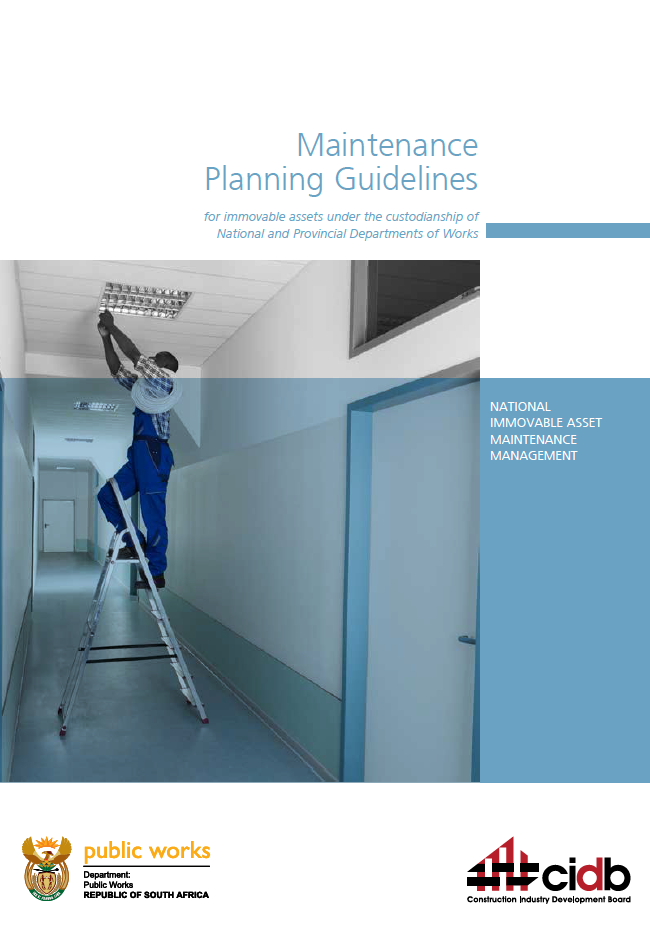 Maintenance
Planning Guidelines
for immovable assets under the custodianship of
National and Provincial Departments of Works
NATIONAL
IMMOVABLE ASSET
MAINTENANCE
MANAGEMENT
public works
Department:
Public Works
REPUBLIC OF SOUTH AFRICA
cidb
Construction Industry Development Board